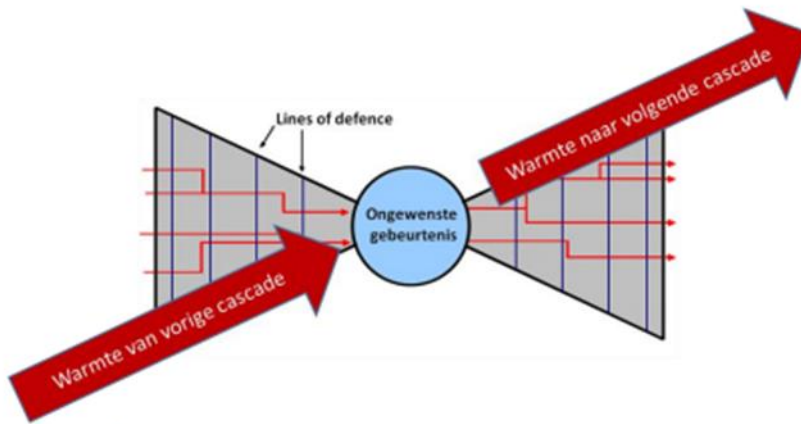 Warmte naar volgende cascade
Lines of defence
Ongewenste
gebeurtenis
Warmte van vorige cascade